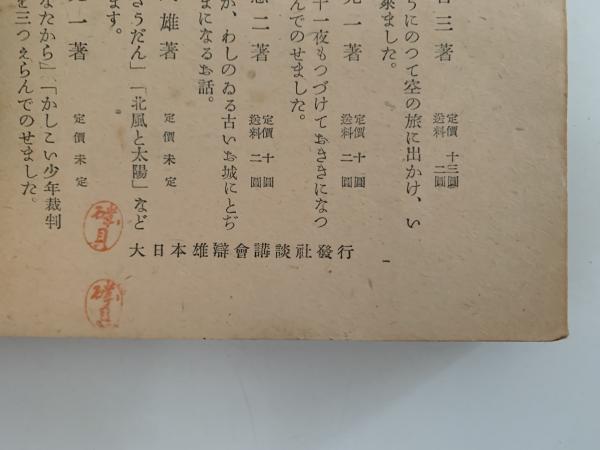 三著 定價 十三圓 送料 二圓
うにのつて空の旅に出かけ、い
來ました。
一著 定價 十圓 送料 二圓
十一夜もつづけておききになつ
んでのせました。
二著 定價 十圓 送料 二圓
が、わしのゐる古いお城にとぢ
まになるお話。
雄著 定價未定
さうだん」「北風と太陽」など
ます。
一著 定價未定
なたから」「かしこい少年裁判
を三つえらんでのせました。
大日本雄辯會講談社發行